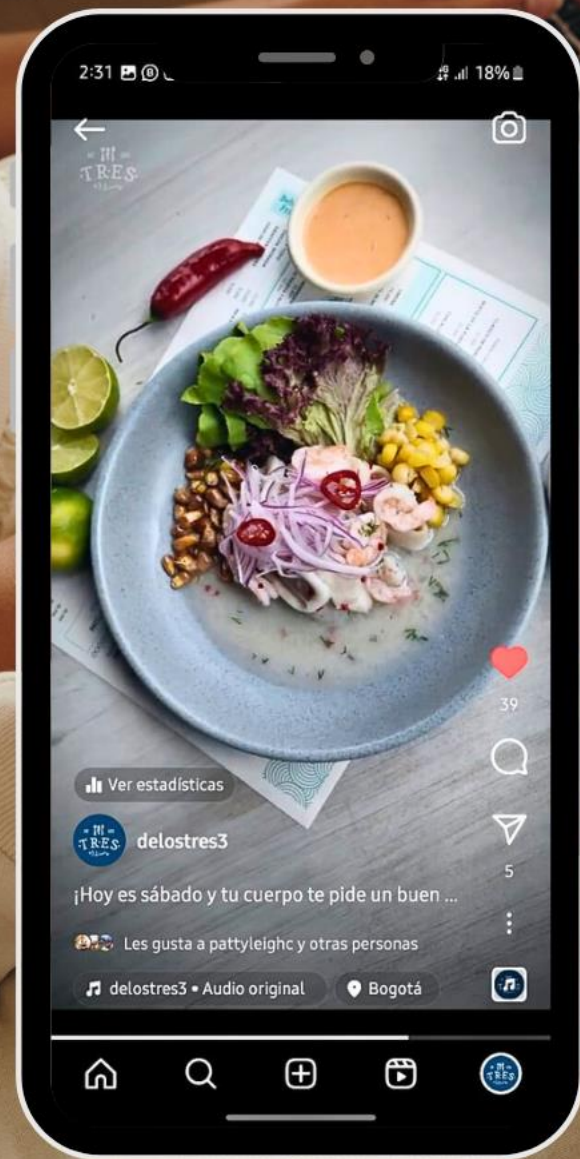 2:31
18%
TRES
Ver estadísticas
TRES
delostres3
39
5
¡Hoy es sábado y tu cuerpo te pide un buen ...
Les gusta a pattyleighc y otras personas
delostres3 • Audio original
Bogotá
TRES